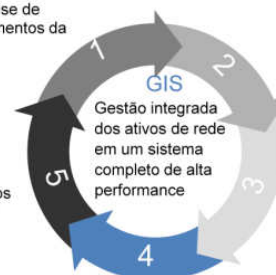 se de
mentos da
1
2
GIS
Gestão integrada
dos ativos de rede
em um sistema
completo de alta
performance
3
os
5
4